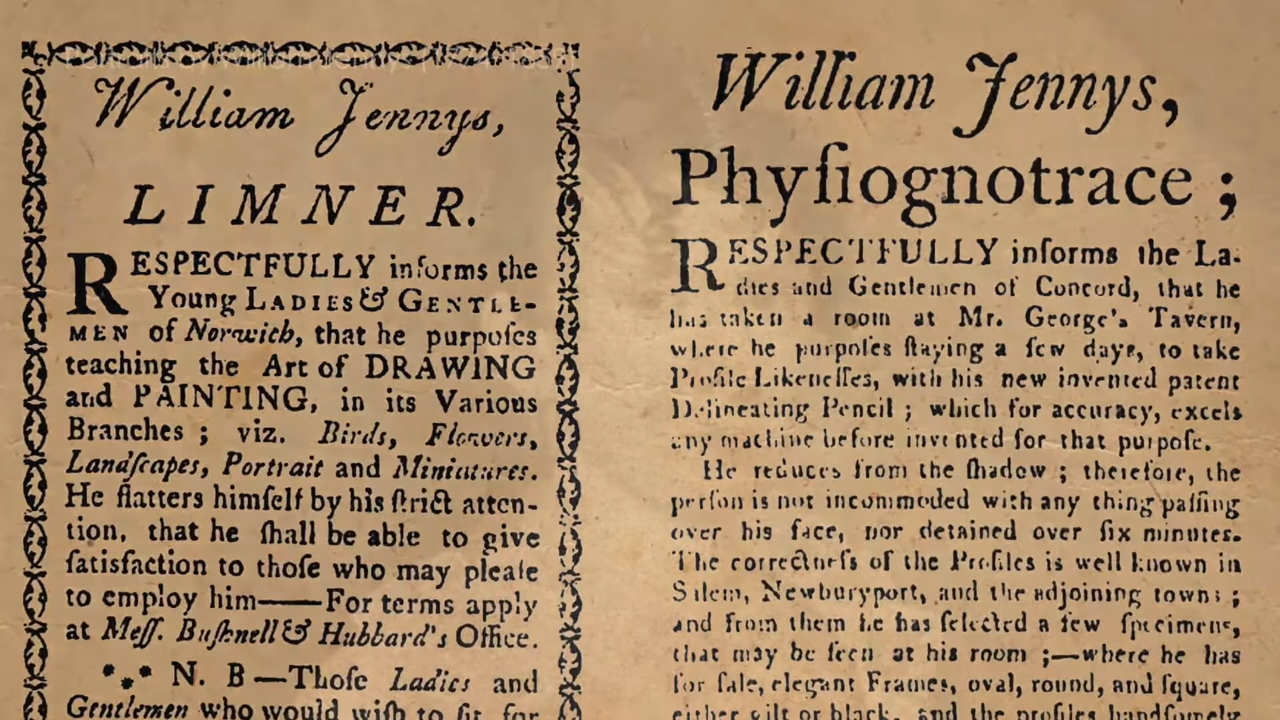 William Jennys,
LIMNER.
RESPECTFULLY informs the
Young LADIES & GENTLE-
MEN of Norwich, that he purpoſes
teaching the Art of DRAWING
and PAINTING, in its Various
Branches ; viz. Birds, Flowers,
Landſcapes, Portrait and Miniatures.
He flatters himſelf by his ſtrict atten-
tion, that he ſhall be able to give
ſatisfaction to thoſe who may pleaſe
to employ him——For terms apply
at Meſſ. Buſhnell & Hubbard's Office.
*⁎* N. B —Thoſe Ladies and
Gentlemen who would wiſh to ſit for
William Jennys,
Phyſiognotrace ;
RESPECTFULLY informs the La-
dies and Gentlemen of Concord, that he
has taken a room at Mr. George's Tavern,
where he purpoſes ſtaying a few days, to take
Profile Likeneſſes, with his new invented patent
Delineating Pencil ; which for accuracy, excels
any machine before invented for that purpoſe.
He reduces from the ſhadow ; therefore, the
perſon is not incommoded with any thing paſſing
over his face, nor detained over ſix minutes.
The correctneſs of the Profiles is well known in
Salem, Newburyport, and the adjoining towns ;
and from them he has ſelected a few ſpecimens,
that may be ſeen at his room ;—where he has
for ſale, elegant Frames, oval, round, and ſquare,
either gilt or black, and the profiles handſomely